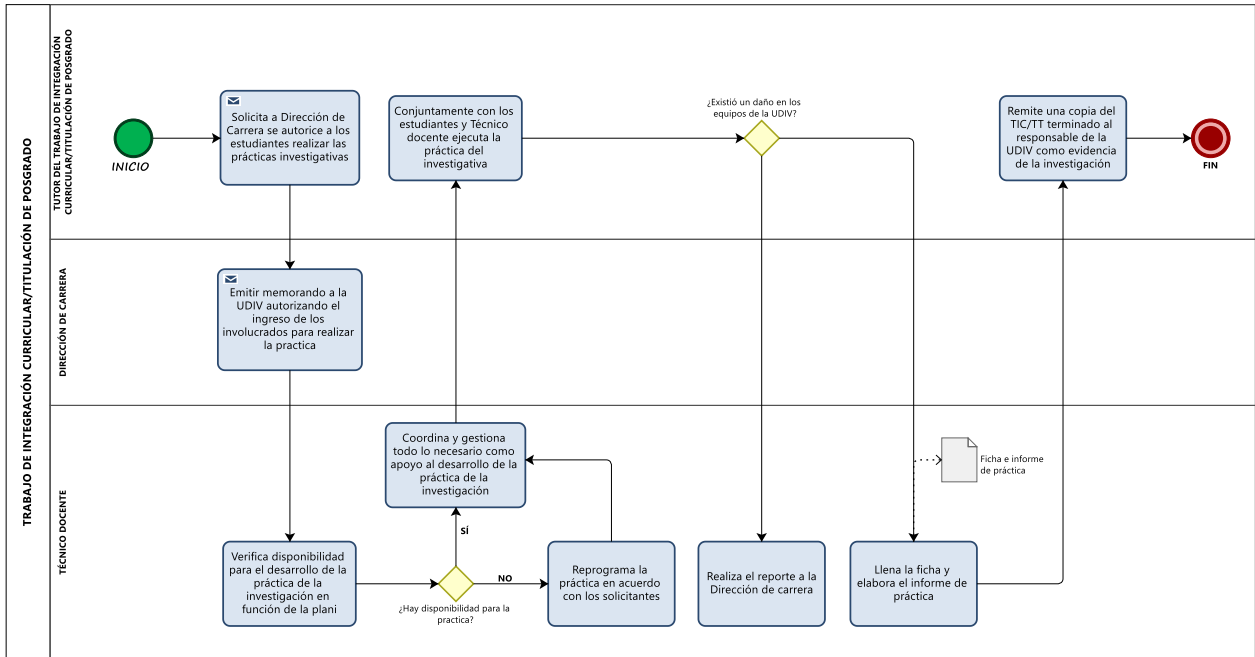 TRABAJO DE INTEGRACIÓN CURRICULAR/TITULACIÓN DE POSGRADO
TUTOR DEL TRABAJO DE INTEGRACIÓN
CURRICULAR/TITULACIÓN DE POSGRADO
INICIO
Solicita a Dirección de
Carrera se autorice a los
estudiantes realizar las
prácticas investigativas
Conjuntamente con los
estudiantes y Técnico
docente ejecuta la
práctica del
investigativa
¿Existió un daño en los
equipos de la UDIV?
Remite una copia del
TIC/TT terminado al
responsable de la
UDIV como evidencia
de la investigación
FIN
DIRECCIÓN DE CARRERA
Emitir memorando a la
UDIV autorizando el
ingreso de los
involucrados para realizar
la practica
TÉCNICO DOCENTE
Coordina y gestiona
todo lo necesario como
apoyo al desarrollo de la
práctica de la
investigación
Ficha e informe
de práctica
SÍ
Verifica disponibilidad
para el desarrollo de la
práctica de la
investigación en
función de la plani
NO
¿Hay disponibilidad para la
practica?
Reprograma la
práctica en acuerdo
con los solicitantes
Realiza el reporte a la
Dirección de carrera
Llena la ficha y
elabora el informe de
práctica